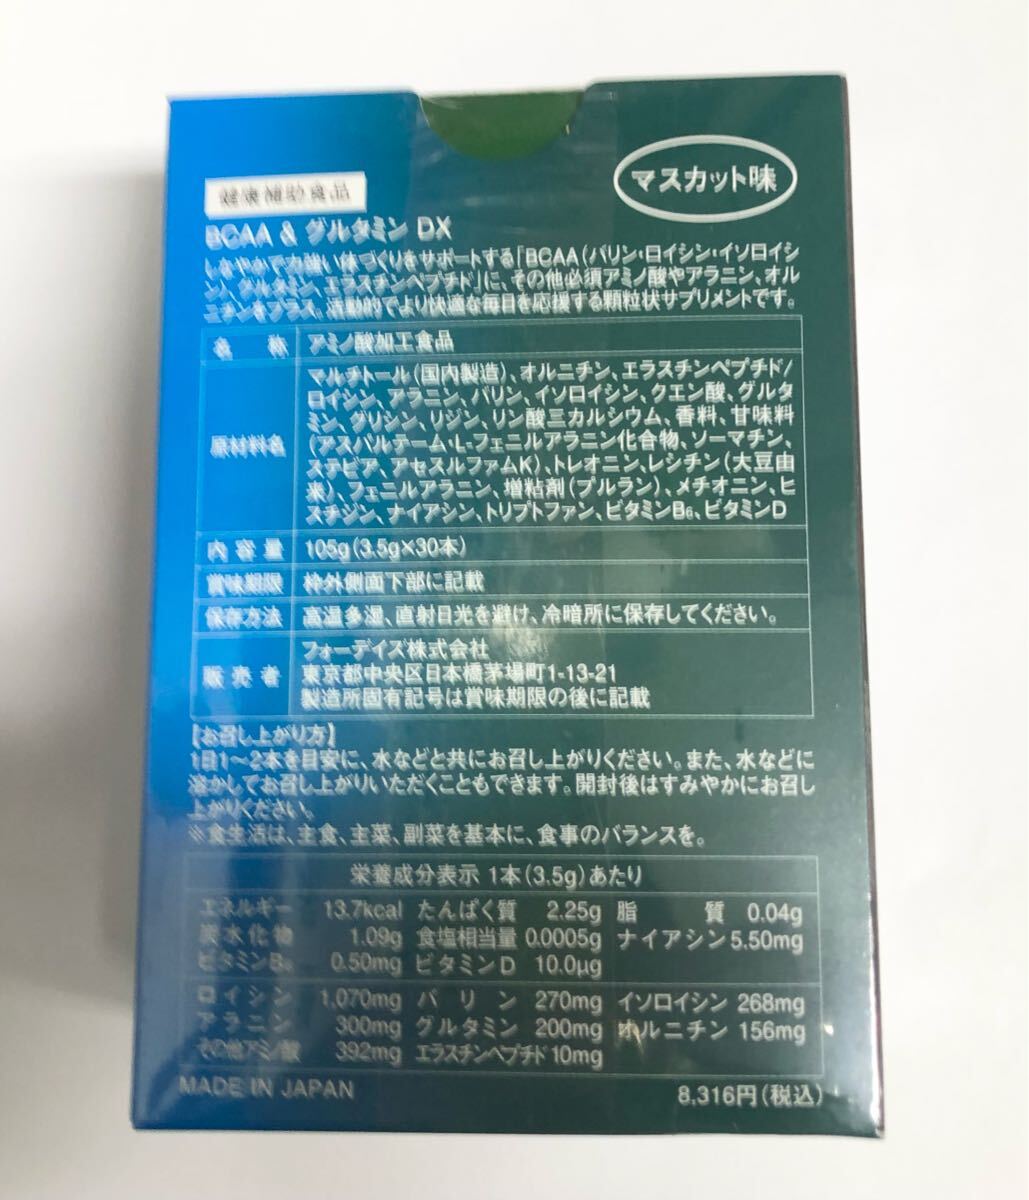 マスカット味
健康補助食品
BCAA & グルタミン DX
しなやかで力強い体づくりをサポートする「BCAA(バリン・ロイシン・イソロイシ
ン、グルタミン、エラスチンペプチド」に、その他必須アミノ酸やアラニン、オル
ニチンをプラス。活動的でより快適な毎日を応援する顆粒状サプリメントです。
名称 アミノ酸加工食品
原材料名 マルチトール(国内製造)、オルニチン、エラスチンペプチド/
ロイシン、アラニン、バリン、イソロイシン、クエン酸、グルタ
ミン、グリシン、リジン、リン酸三カルシウム、香料、甘味料
(アスパルテーム・L-フェニルアラニン化合物、ソーマチン、
ステビア、アセスルファムK)、トレオニン、レシチン(大豆由
来)、フェニルアラニン、増粘剤(プルラン)、メチオニン、ヒ
スチジン、ナイアシン、トリプトファン、ビタミンB₆、ビタミンD
内容量 105g(3.5g×30本)
賞味期限 枠外側面下部に記載
保存方法 高温多湿、直射日光を避け、冷暗所に保存してください。
販売者 フォーデイズ株式会社
東京都中央区日本橋茅場町1-13-21
製造所固有記号は賞味期限の後に記載
【お召し上がり方】
1日1〜2本を目安に、水などと共にお召し上がりください。また、水などに
溶かしてお召し上がりいただくこともできます。開封後はすみやかにお召し
上がりください。
※食生活は、主食、主菜、副菜を基本に、食事のバランスを。
栄養成分表示 1本(3.5g)あたり
エネルギー 13.7kcal たんぱく質 2.25g 脂質 0.04g
炭水化物 1.09g 食塩相当量 0.0005g ナイアシン 5.50mg
ビタミンB₆ 0.50mg ビタミンD 10.0μg
ロイシン 1,070mg バリン 270mg イソロイシン 268mg
アラニン 300mg グルタミン 200mg オルニチン 156mg
その他アミノ酸 392mg エラスチンペプチド 10mg
MADE IN JAPAN 8,316円(税込)